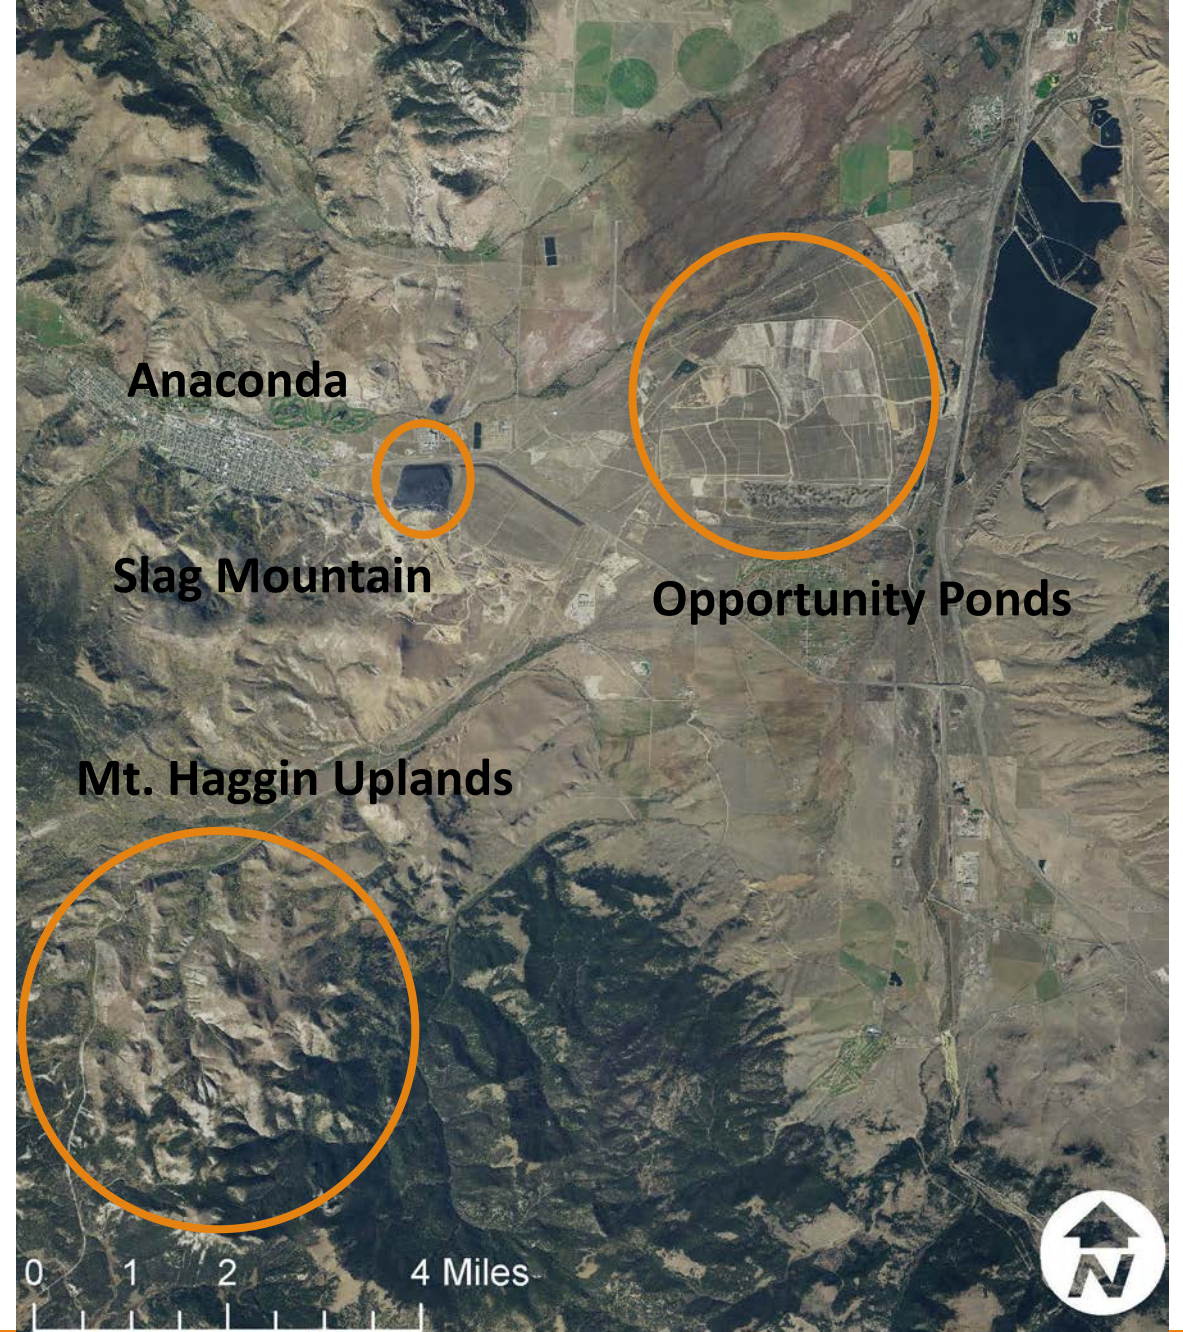 Anaconda
Slag Mountain
Opportunity Ponds
Mt. Haggin Uplands
0 1 2 4 Miles
N